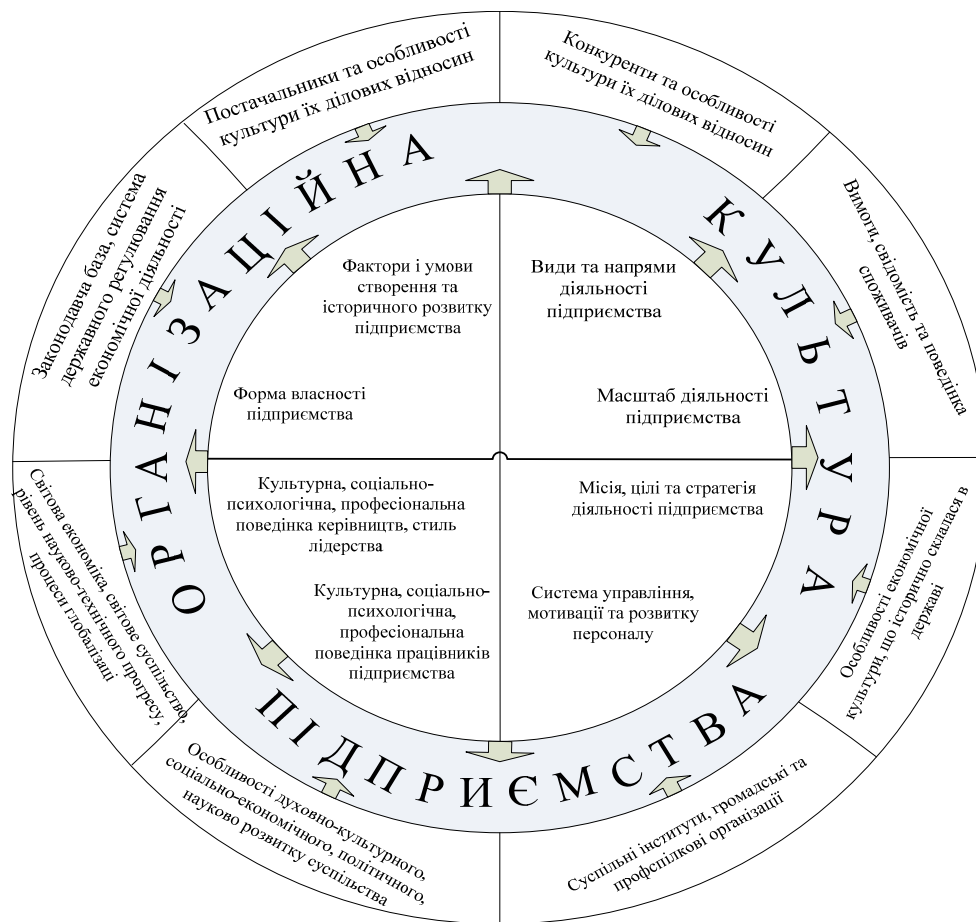 Постачальники та особливості
культури їх ділових відносин
Конкуренти та особливості
культури їх ділових відносин
Законодавча база, система
державного регулювання
економічної діяльності
Вимоги, свідомість та поведінка
споживачів
ОРГАНІЗАЦІЙНА
КУЛЬТУРА
Фактори і умови
створення та
історичного розвитку
підприємства
Види та напрями
діяльності
підприємства
Форма власності
підприємства
Масштаб діяльності
підприємства
Культурна, соціально-
психологічна, професіональна
поведінка керівництв, стиль
лідерства
Місія, цілі та стратегія
діяльності підприємства
Культурна, соціально-
психологічна,
професіональна
поведінка працівників
підприємства
Система управління,
мотивації та розвитку
персоналу
ПІДПРИЄМСТВА
Світова економіка, світове суспільство,
рівень науково-технічного прогресу,
процеси глобалізаці
Особливості економічної
культури, що історично склалася в
державі
Особливості духовно-культурного,
соціально-економічного, політичного,
науково розвитку суспільства
Суспільні інститути, громадські та
профспілкові організації